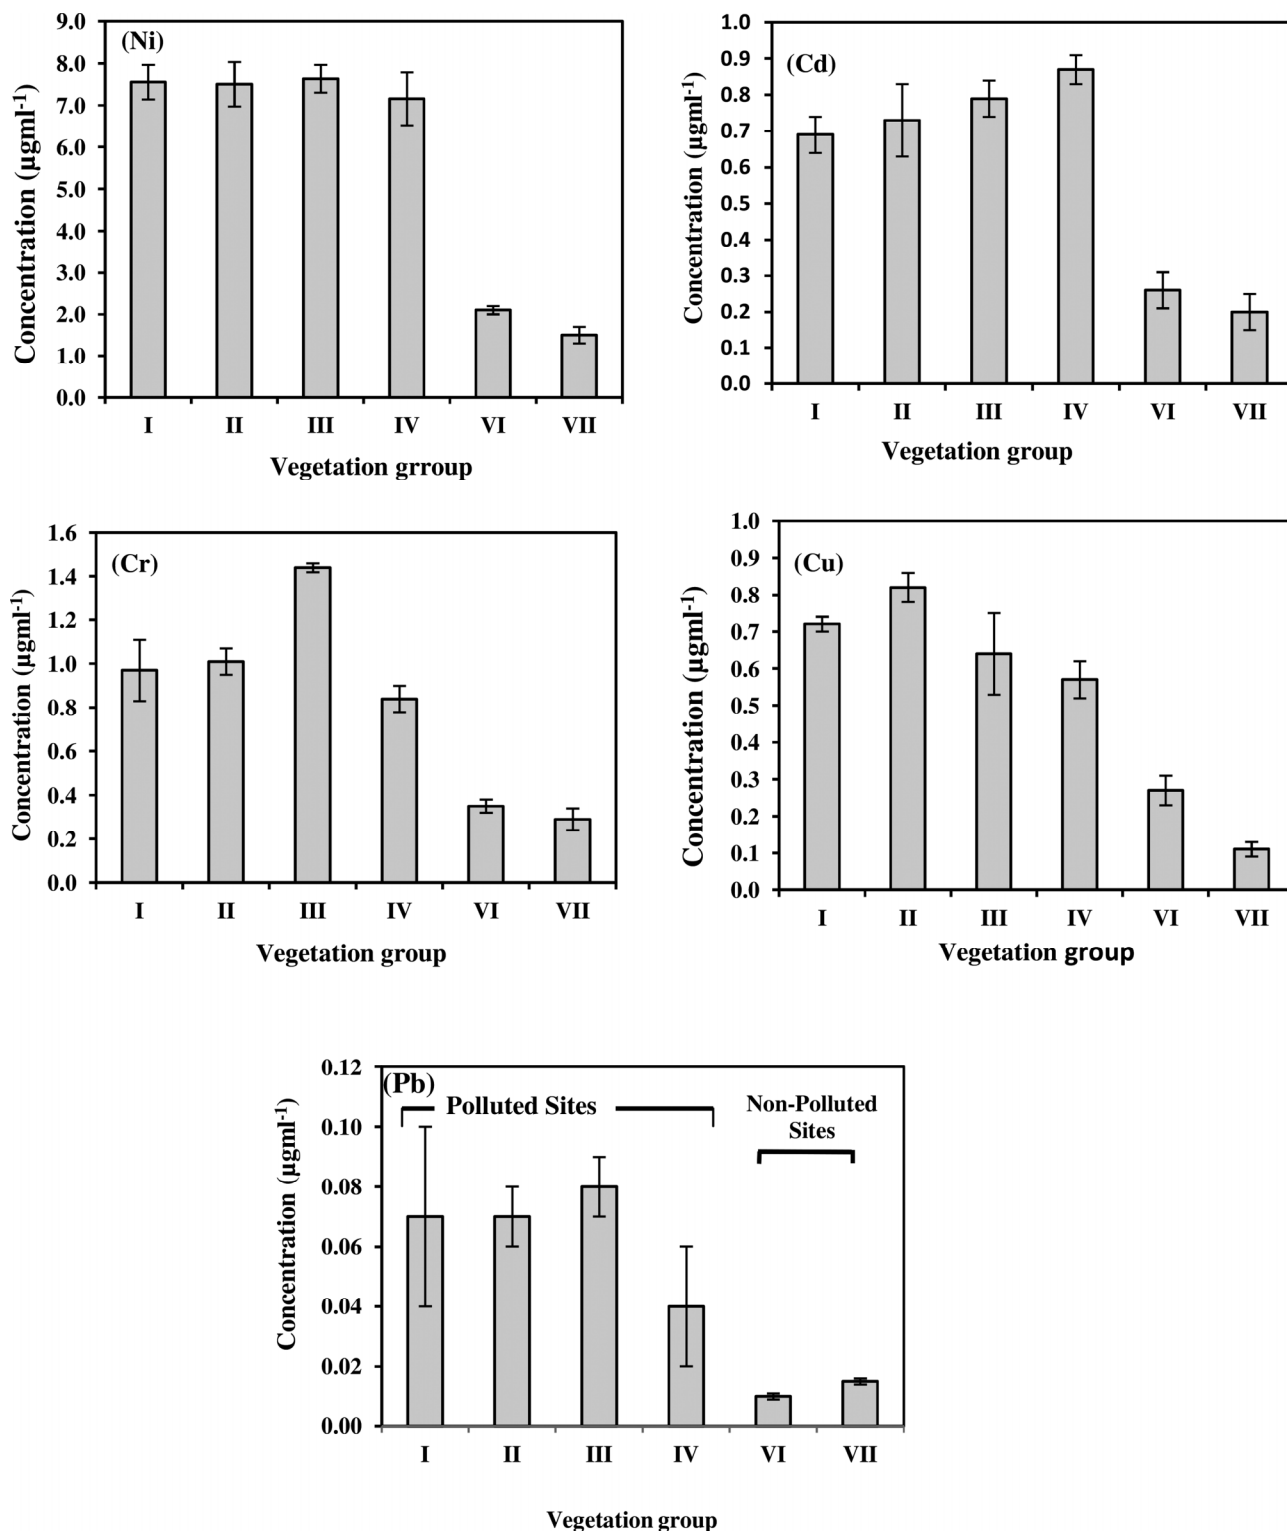 (Ni)
Concentration (µgml⁻¹)
9.0
8.0
7.0
6.0
5.0
4.0
3.0
2.0
1.0
0.0
I II III IV VI VII
Vegetation grroup
(Cd)
Concentration (µgml⁻¹)
1.0
0.9
0.8
0.7
0.6
0.5
0.4
0.3
0.2
0.1
0.0
I II III IV VI VII
Vegetation group
(Cr)
Concentration (µgml⁻¹)
1.6
1.4
1.2
1.0
0.8
0.6
0.4
0.2
0.0
I II III IV VI VII
Vegetation group
(Cu)
Concentration (µgml⁻¹)
1.0
0.9
0.8
0.7
0.6
0.5
0.4
0.3
0.2
0.1
0.0
I II III IV VI VII
Vegetation group
(Pb)
Polluted Sites
Non-Polluted
Sites
Concentration (µgml⁻¹)
0.12
0.10
0.08
0.06
0.04
0.02
0.00
I II III IV VI VII
Vegetation group